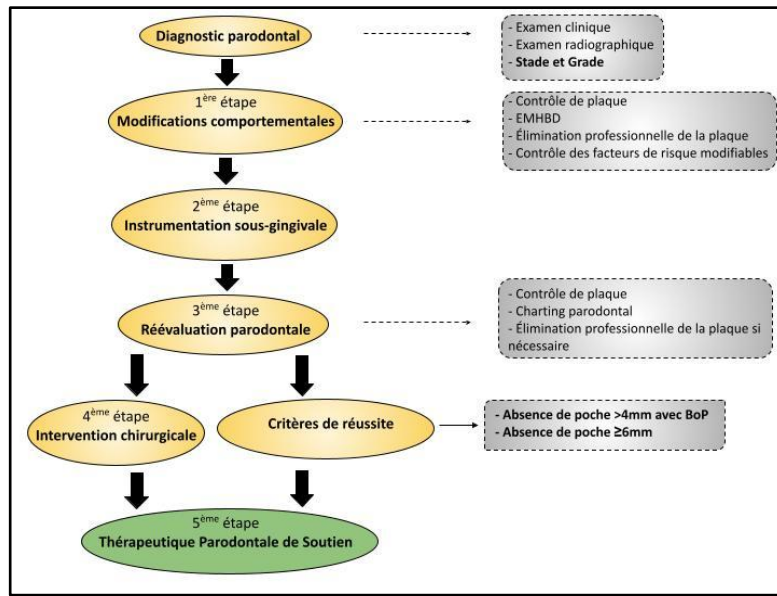 Diagnostic parodontal
- Examen clinique
- Examen radiographique
- Stade et Grade
1ère étape
Modifications comportementales
- Contrôle de plaque
- EMHBD
- Élimination professionnelle de la plaque
- Contrôle des facteurs de risque modifiables
2ème étape
Instrumentation sous-gingivale
3ème étape
Réévaluation parodontale
- Contrôle de plaque
- Charting parodontal
- Élimination professionnelle de la plaque si
nécessaire
4ème étape
Intervention chirurgicale
Critères de réussite
- Absence de poche >4mm avec BoP
- Absence de poche ≥6mm
5ème étape
Thérapeutique Parodontale de Soutien